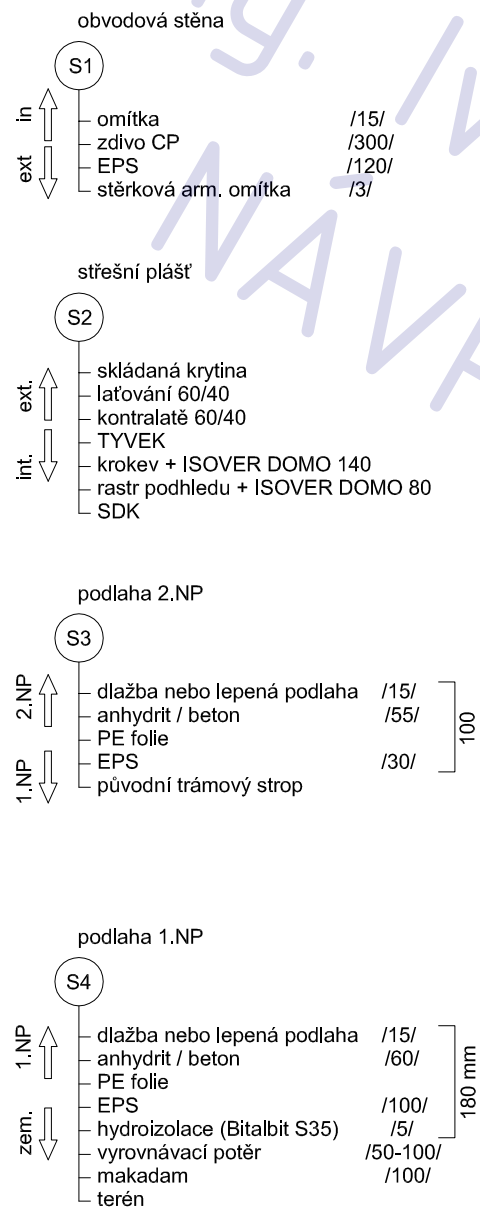 obvodová stěna
S1
in
ext
omítka /15/
zdivo CP /300/
EPS /120/
stěrková arm. omítka /3/
střešní plášť
S2
ext.
int.
skládaná krytina
laťování 60/40
kontralatě 60/40
TYVEK
krokev + ISOVER DOMO 140
rastr podhledu + ISOVER DOMO 80
SDK
podlaha 2.NP
S3
2.NP
1.NP
dlažba nebo lepená podlaha /15/
anhydrit / beton /55/
PE folie
EPS /30/
původní trámový strop
100
podlaha 1.NP
S4
1.NP
zem.
dlažba nebo lepená podlaha /15/
anhydrit / beton /60/
PE folie
EPS /100/
hydroizolace (Bitalbit S35) /5/
vyrovnávací potěr /50-100/
makadam /100/
terén
180 mm